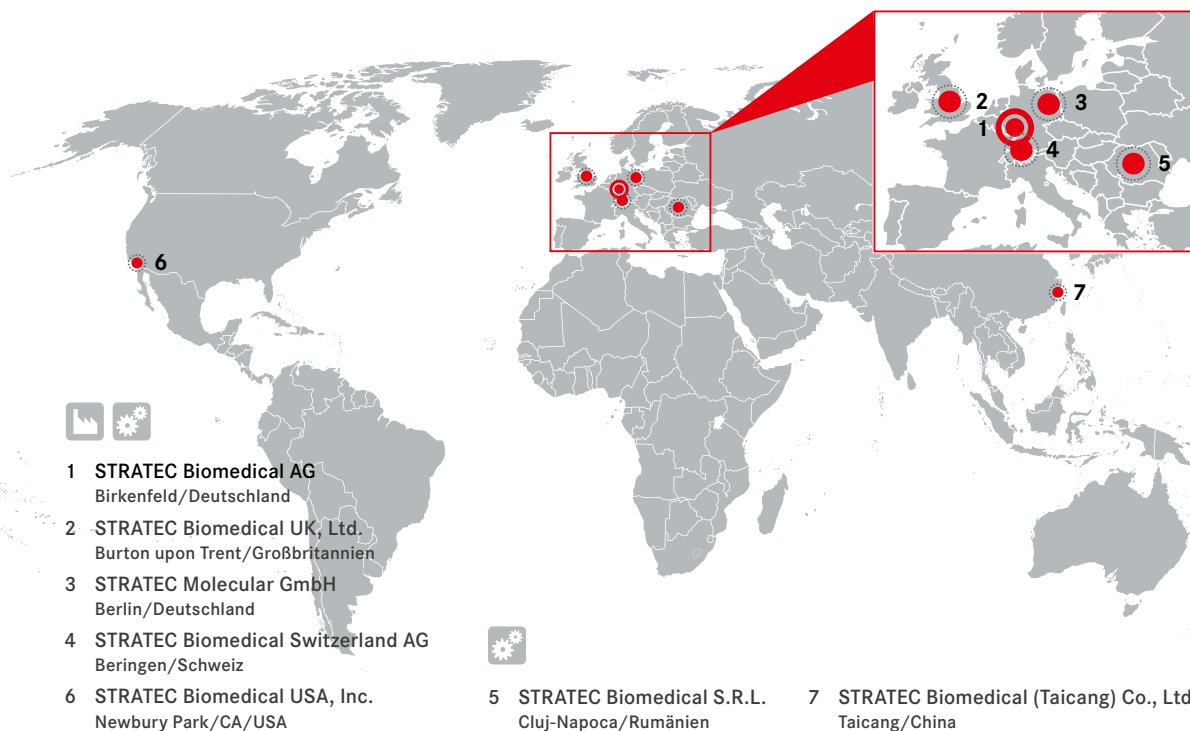 2
3
1
4
5
6
7
1 STRATEC Biomedical AG
Birkenfeld/Deutschland
2 STRATEC Biomedical UK, Ltd.
Burton upon Trent/Großbritannien
3 STRATEC Molecular GmbH
Berlin/Deutschland
4 STRATEC Biomedical Switzerland AG
Beringen/Schweiz
6 STRATEC Biomedical USA, Inc.
Newbury Park/CA/USA
5 STRATEC Biomedical S.R.L.
Cluj-Napoca/Rumänien
7 STRATEC Biomedical (Taicang) Co., Ltd
Taicang/China